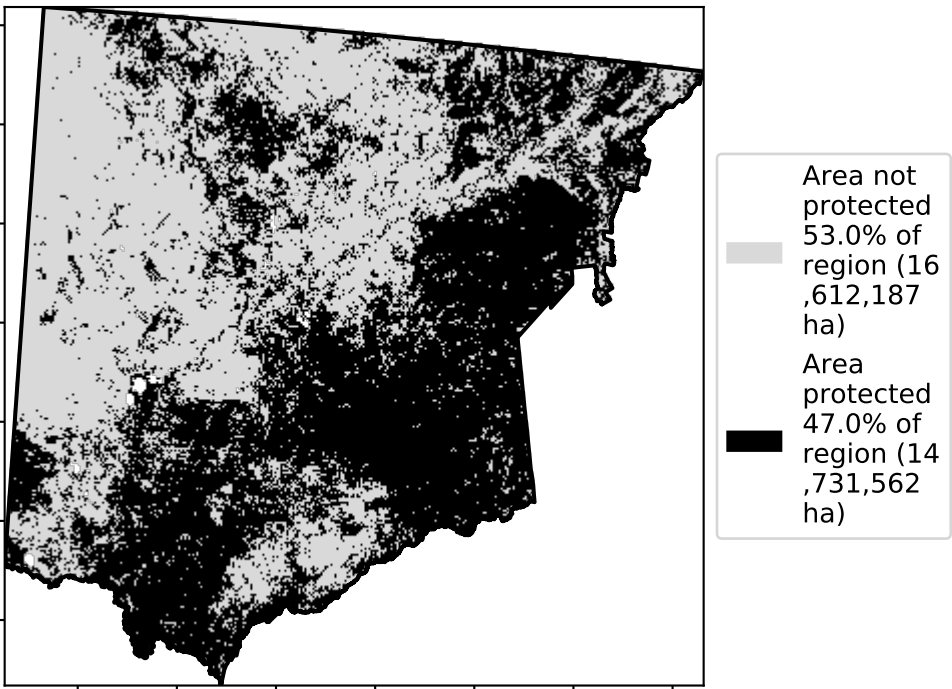 Area not
protected
53.0% of
region (16
,612,187
ha)
Area
protected
47.0% of
region (14
,731,562
ha)